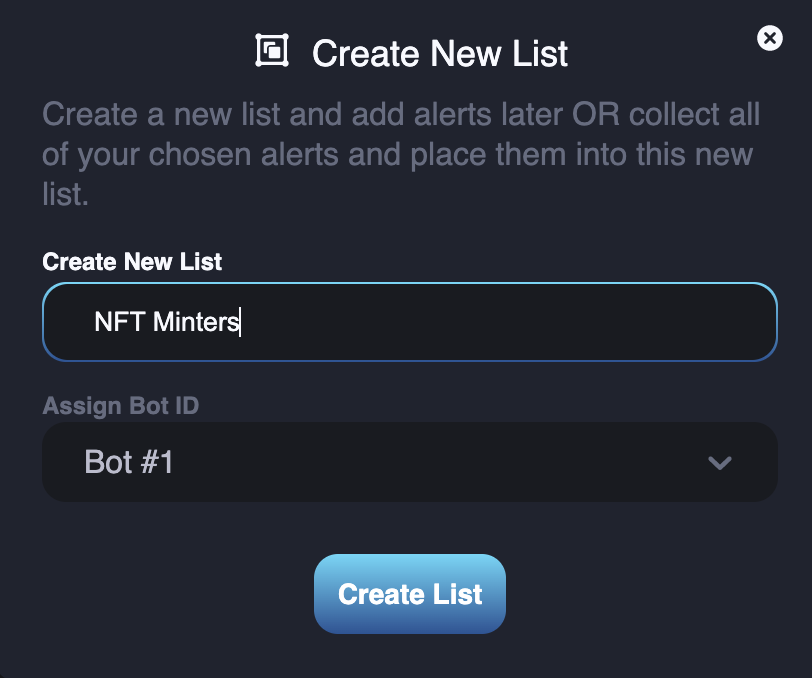 Create New List
Create a new list and add alerts later OR collect all
of your chosen alerts and place them into this new
list.
Create New List
NFT Minters
Assign Bot ID
Bot #1
Create List